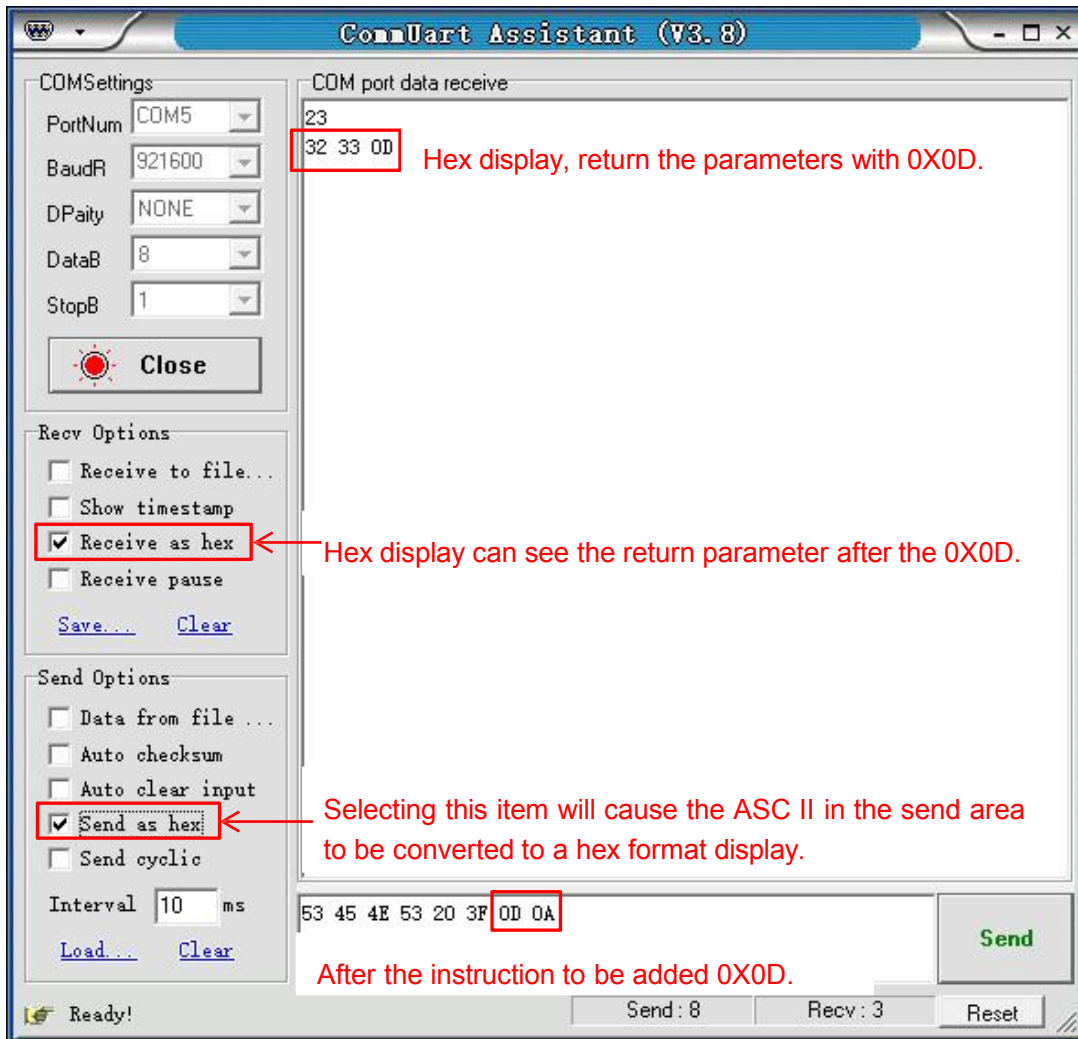 CommUart Assistant (V3.8)
COMSettings
PortNum COM5
BaudR 921600
DPaity NONE
DataB 8
StopB 1
Close
Recv Options
Receive to file...
Show timestamp
Receive as hex
Receive pause
Save... Clear
Send Options
Data from file ...
Auto checksum
Auto clear input
Send as hex
Send cyclic
Interval 10 ms
Load... Clear
COM port data receive
23
32 33 0D
Hex display, return the parameters with 0X0D.
Hex display can see the return parameter after the 0X0D.
Selecting this item will cause the ASC II in the send area
to be converted to a hex format display.
53 45 4E 53 20 3F 0D 0A
Send
After the instruction to be added 0X0D.
Ready!
Send : 8
Recv : 3
Reset